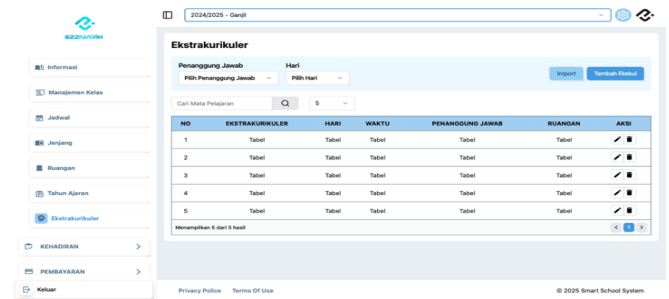 2024/2025 - Ganjil
EZZIWORK
Informasi
Manajemen Kelas
Jadwal
Jenjang
Ruangan
Tahun Ajaran
Ekstrakurikuler
KEHADIRAN
PEMBAYARAN
Keluar
Ekstrakurikuler
Penanggung Jawab Hari
Pilih Penanggung Jawab Pilih Hari
Import Tambah Ekskul
Cari Mata Pelajaran 5
NO EKSTRAKURIKULER HARI WAKTU PENANGGUNG JAWAB RUANGAN AKSI
1 Tabel Tabel Tabel Tabel Tabel
2 Tabel Tabel Tabel Tabel Tabel
3 Tabel Tabel Tabel Tabel Tabel
4 Tabel Tabel Tabel Tabel Tabel
5 Tabel Tabel Tabel Tabel Tabel
Menampilkan 5 dari 5 hasil < 1 >
Privacy Police Terms Of Use © 2025 Smart School System